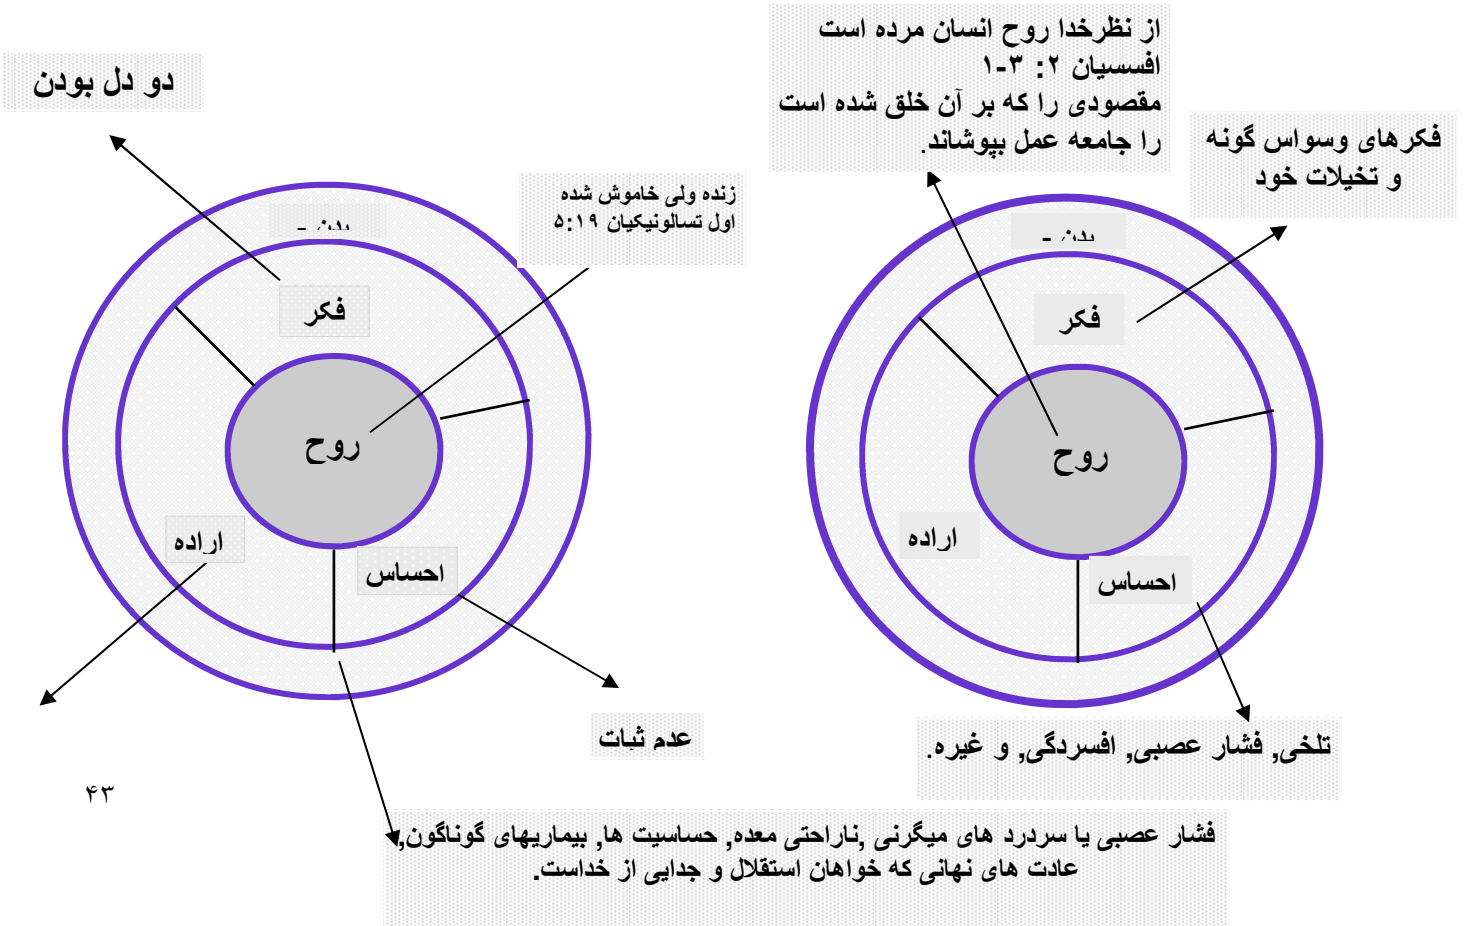 از نظرخدا روح انسان مرده است
افسسیان ۲: ۳-۱
مقصودی را که بر آن خلق شده است
را جامعه عمل بپوشاند.
فکرهای وسواس گونه
و تخیلات خود
بدن -
فکر
روح
اراده
احساس
تلخی, فشار عصبی, افسردگی, و غیره.
دو دل بودن
زنده ولی خاموش شده
اول تسالونیکیان ۵:۱۹
بدن -
فکر
روح
اراده
احساس
عدم ثبات
فشار عصبی یا سردرد های میگرنی ,ناراحتی معده, حساسیت ها, بیماریهای گوناگون,
عادت های نهانی که خواهان استقلال و جدایی از خداست.
۴۳